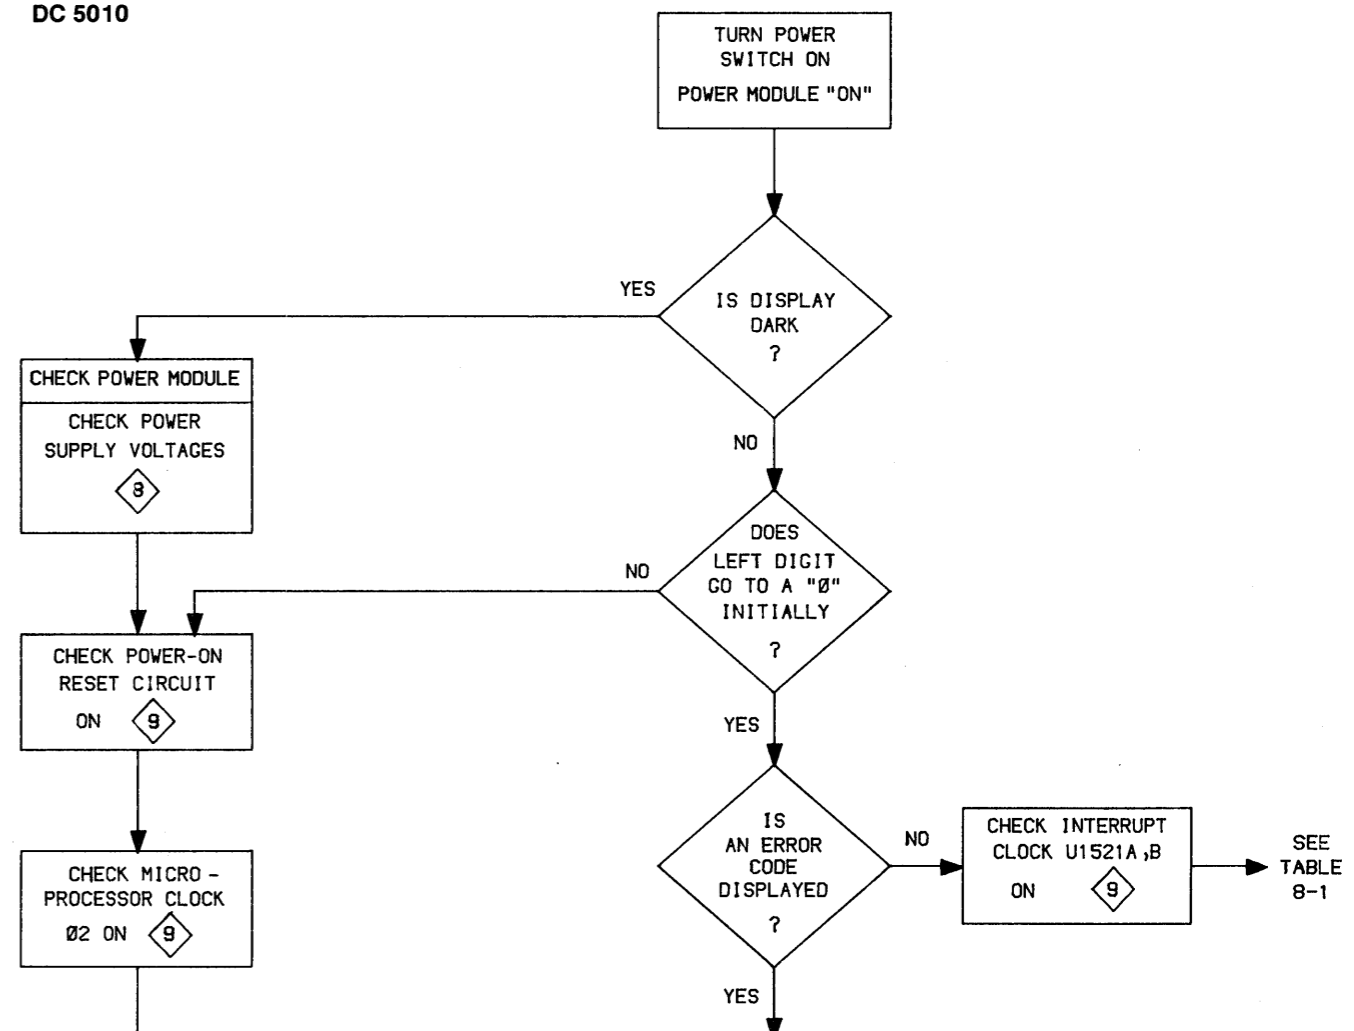 DC 5010
TURN POWER
SWITCH ON
POWER MODULE "ON"
YES
IS DISPLAY
DARK
?
CHECK POWER MODULE
CHECK POWER
SUPPLY VOLTAGES
NO
DOES
LEFT DIGIT
GO TO A "Ø"
INITIALLY
?
NO
CHECK POWER-ON
RESET CIRCUIT
ON 9
YES
IS
AN ERROR
CODE
DISPLAYED
?
NO
CHECK INTERRUPT
CLOCK U1521A,B
ON 9
SEE
TABLE
8-1
CHECK MICRO-
PROCESSOR CLOCK
Ø2 ON 9
YES